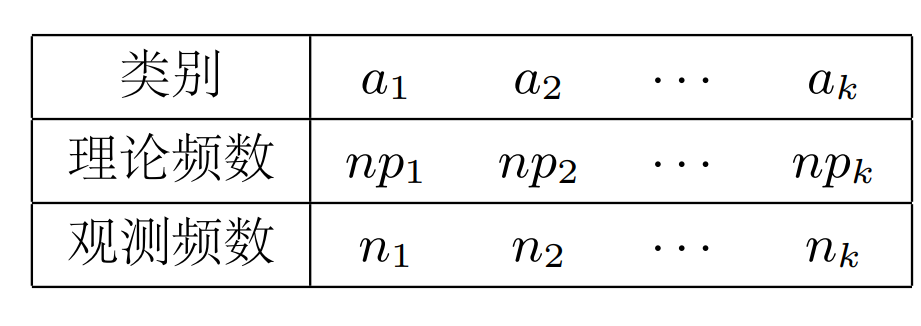 类别 a₁ a₂ ⋯ aₖ
理论频数 np₁ np₂ ⋯ npₖ
观测频数 n₁ n₂ ⋯ nₖ